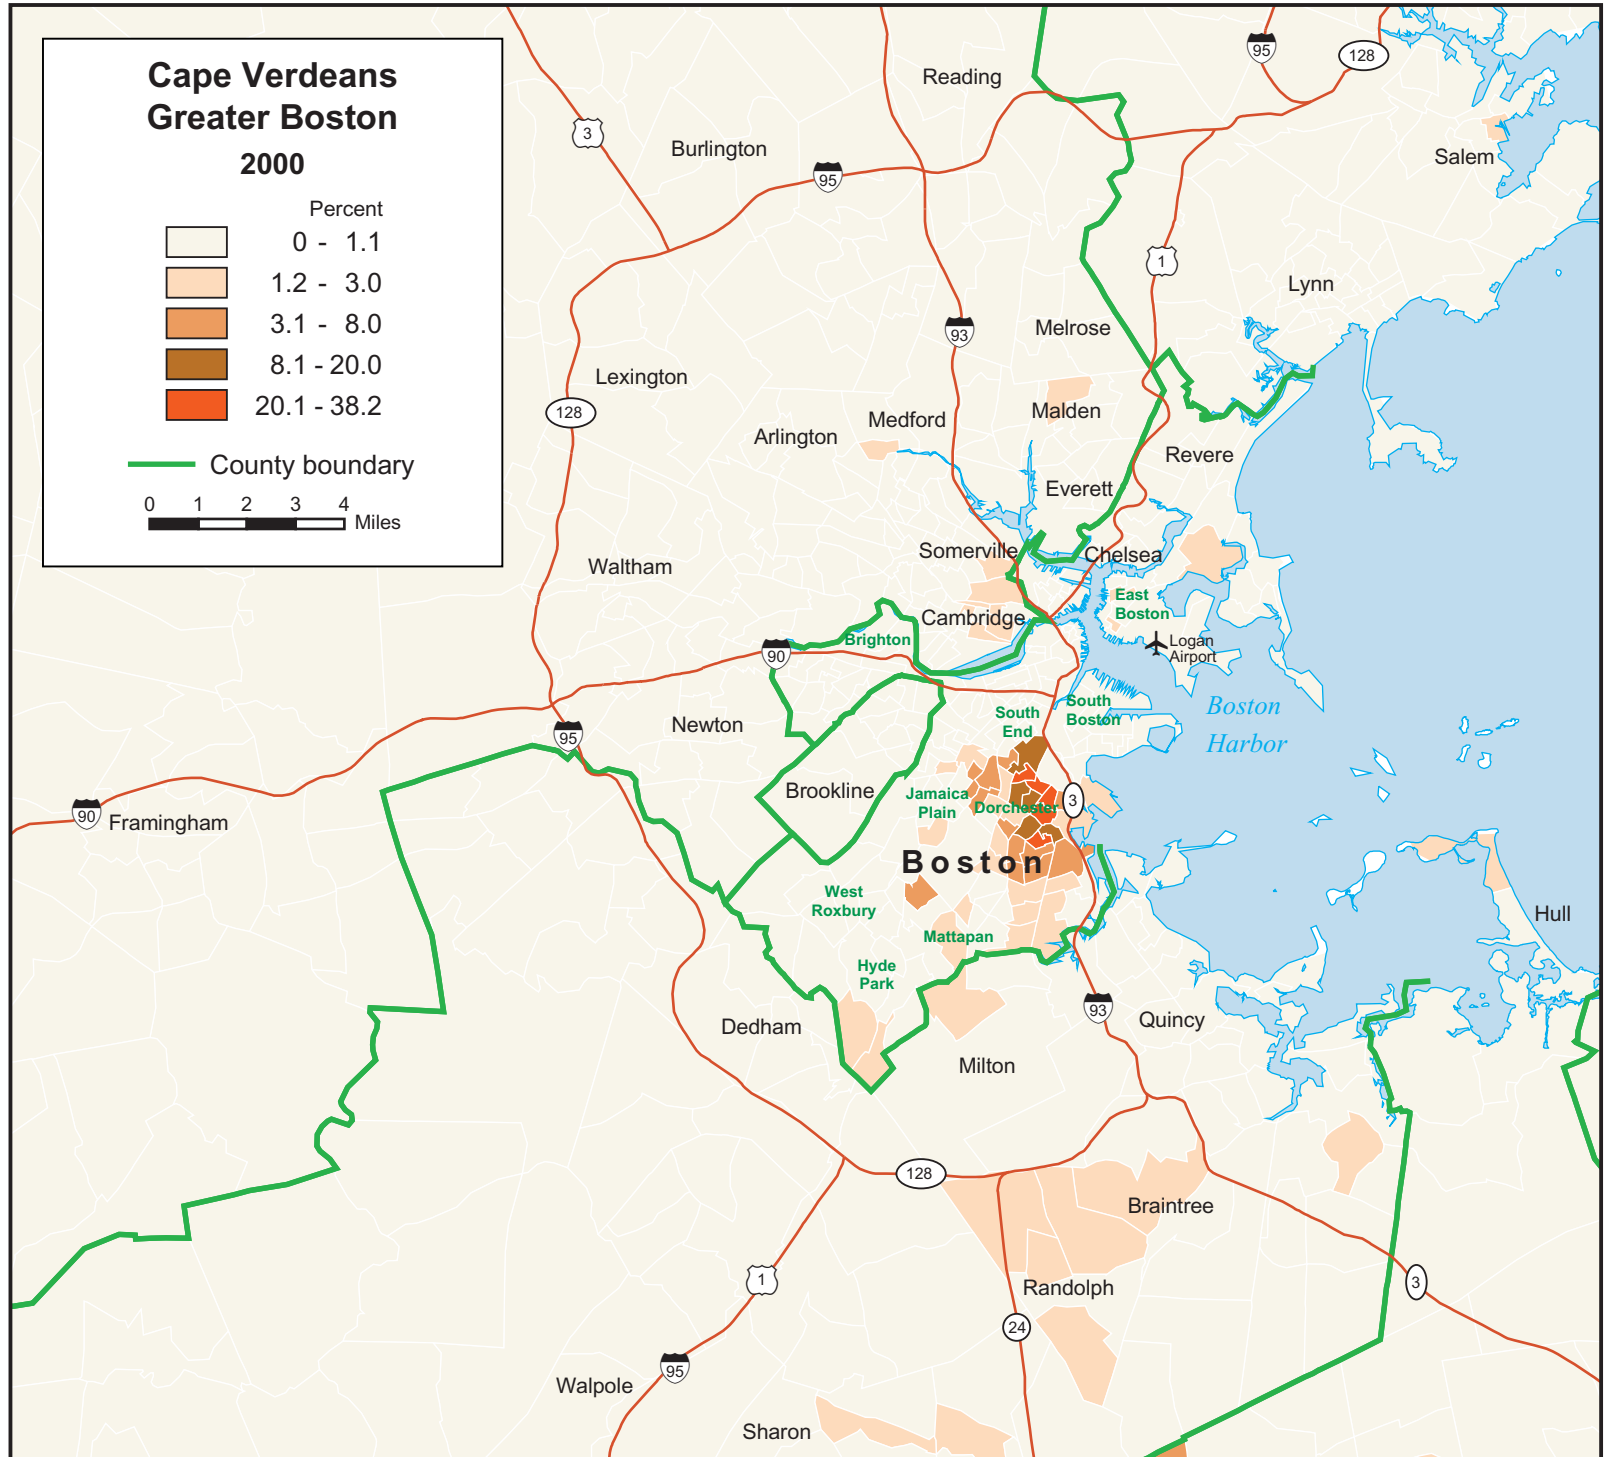 Cape Verdeans
Greater Boston
2000
Percent
0 - 1.1
1.2 - 3.0
3.1 - 8.0
8.1 - 20.0
20.1 - 38.2
County boundary
0 1 2 3 4
Miles
95
128
Reading
3
Burlington
Salem
95
1
Lynn
93
Melrose
Lexington
128
Malden
Medford
Arlington
Revere
Everett
Somerville
Chelsea
Waltham
East
Boston
Cambridge
Brighton
Logan
Airport
90
South
Boston
Boston
Harbor
South
End
Newton
95
Brookline
Jamaica
Plain
Dorchester
3
90
Framingham
Boston
West
Roxbury
Hull
Mattapan
Hyde
Park
93
Quincy
Dedham
Milton
128
Braintree
1
Randolph
3
24
95
Walpole
Sharon